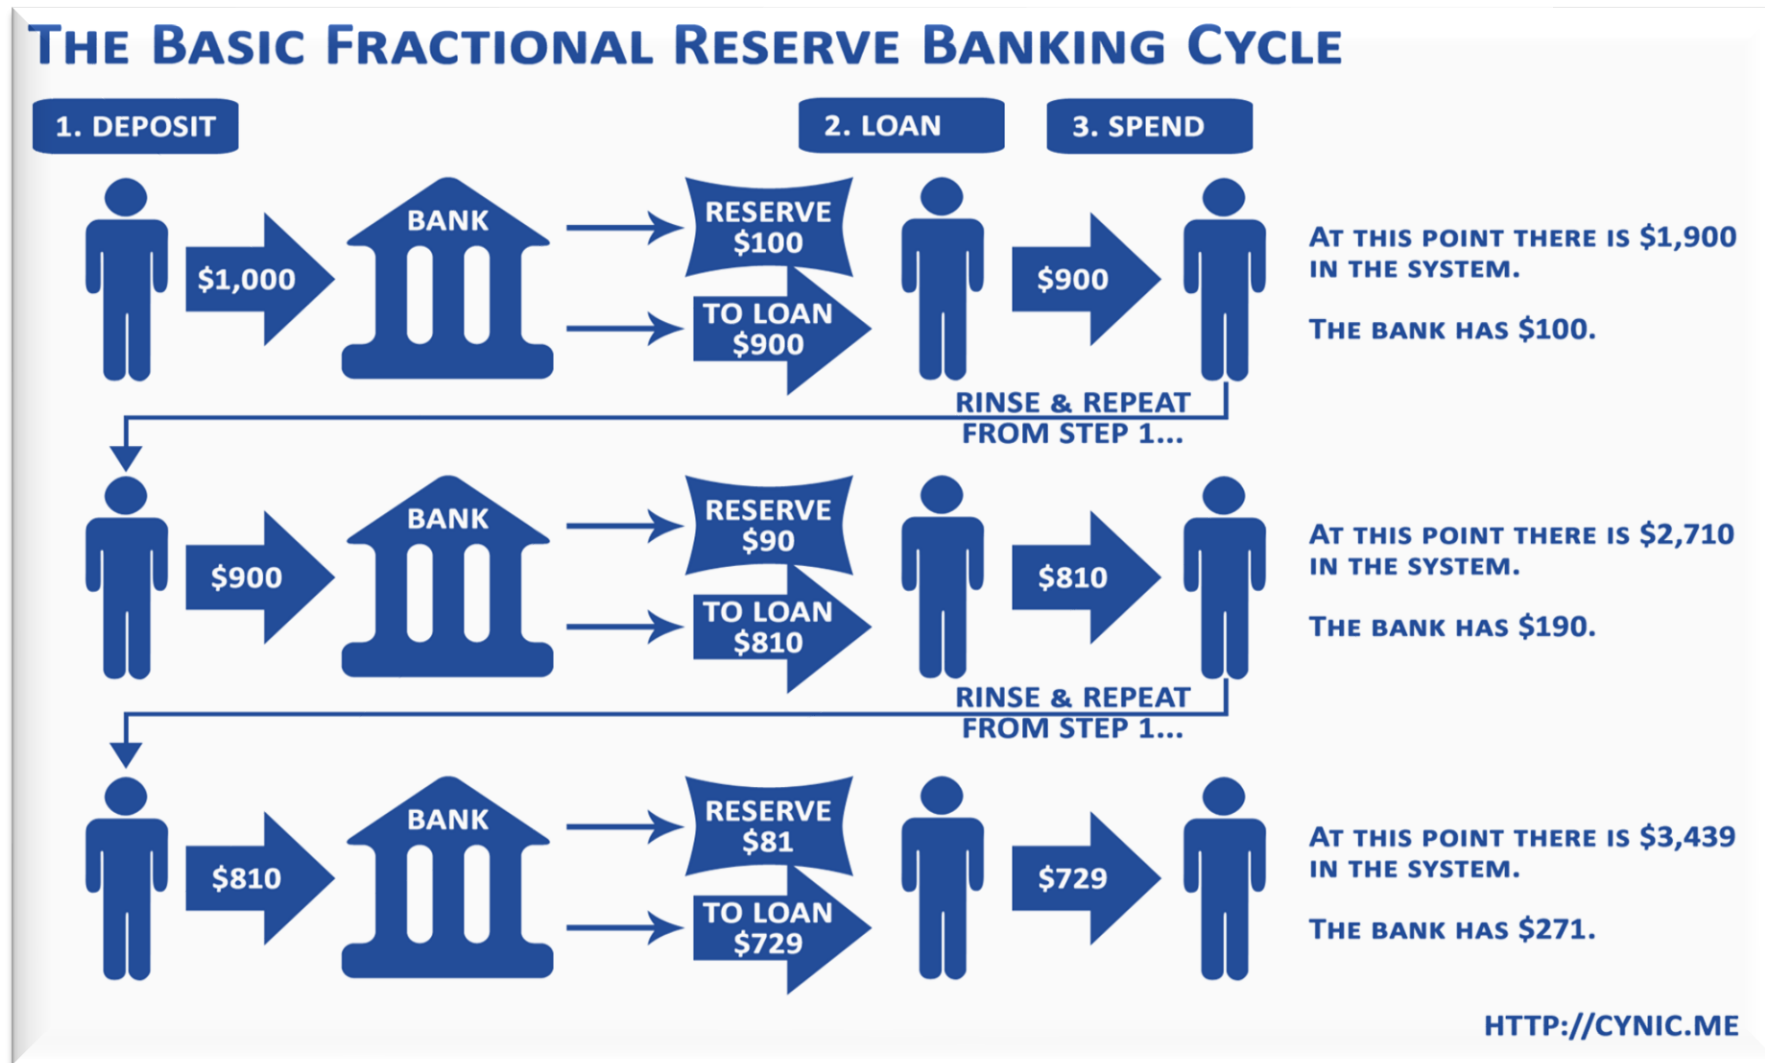 THE BASIC FRACTIONAL RESERVE BANKING CYCLE
1. DEPOSIT
2. LOAN
3. SPEND
$1,000
BANK
RESERVE
$100
TO LOAN
$900
$900
AT THIS POINT THERE IS $1,900
IN THE SYSTEM.
THE BANK HAS $100.
RINSE & REPEAT
FROM STEP 1...
$900
BANK
RESERVE
$90
TO LOAN
$810
$810
AT THIS POINT THERE IS $2,710
IN THE SYSTEM.
THE BANK HAS $190.
RINSE & REPEAT
FROM STEP 1...
$810
BANK
RESERVE
$81
TO LOAN
$729
$729
AT THIS POINT THERE IS $3,439
IN THE SYSTEM.
THE BANK HAS $271.
HTTP://CYNIC.ME